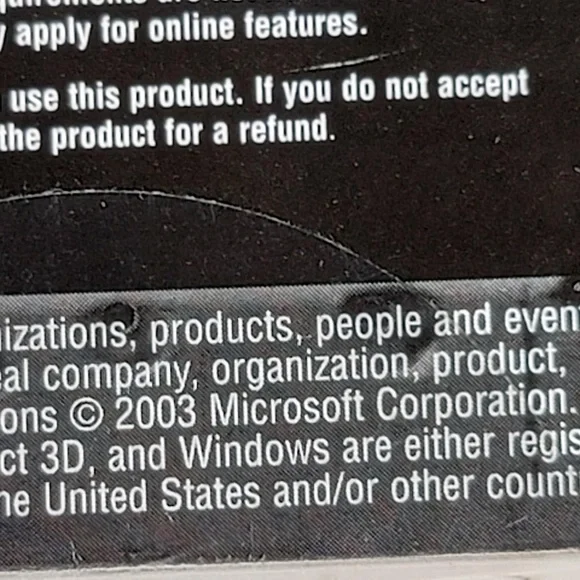 y apply for online features.
use this product. If you do not accept
the product for a refund.
izations, products, people and even
eal company, organization, product,
ons © 2003 Microsoft Corporation.
ct 3D, and Windows are either regis
he United States and/or other count